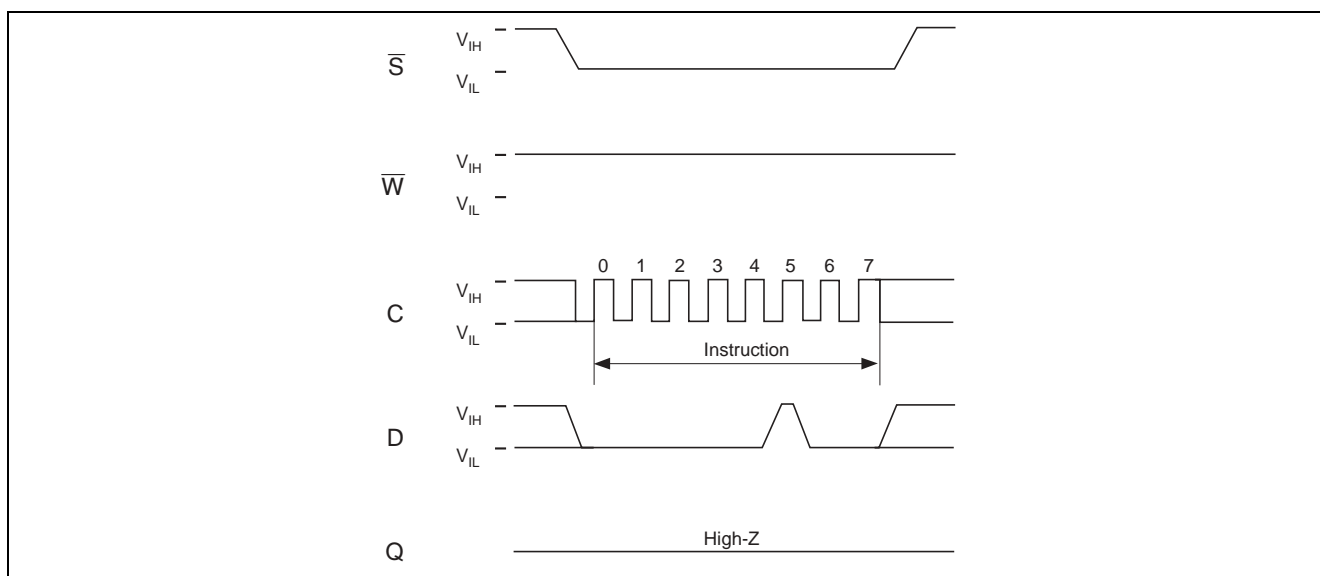 V_IH
S̅
V_IL
V_IH
W̅
V_IL
0 1 2 3 4 5 6 7
V_IH
C
V_IL
Instruction
V_IH
D
V_IL
High-Z
Q